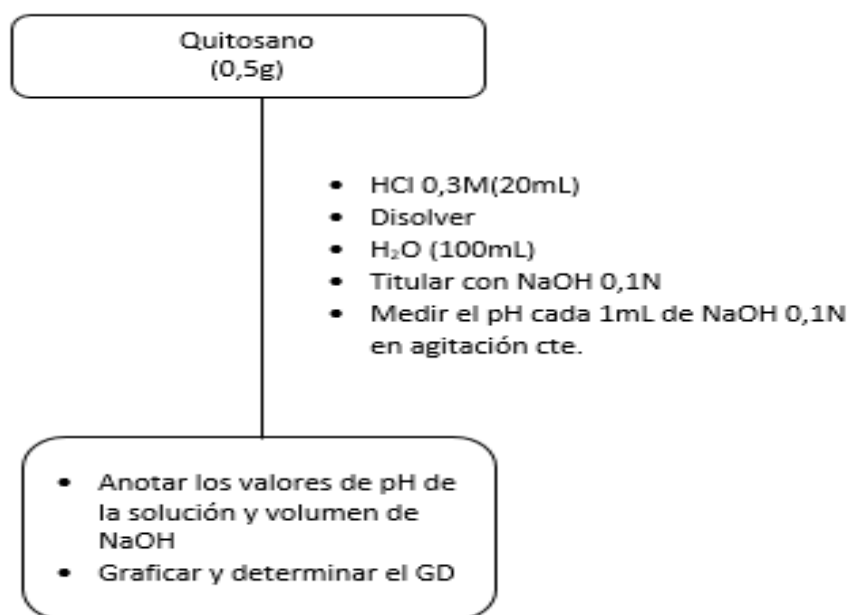 Quitosano
(0,5g)
• HCl 0,3M(20mL)
• Disolver
• H₂O (100mL)
• Titular con NaOH 0,1N
• Medir el pH cada 1mL de NaOH 0,1N
en agitación cte.
• Anotar los valores de pH de
la solución y volumen de
NaOH
• Graficar y determinar el GD